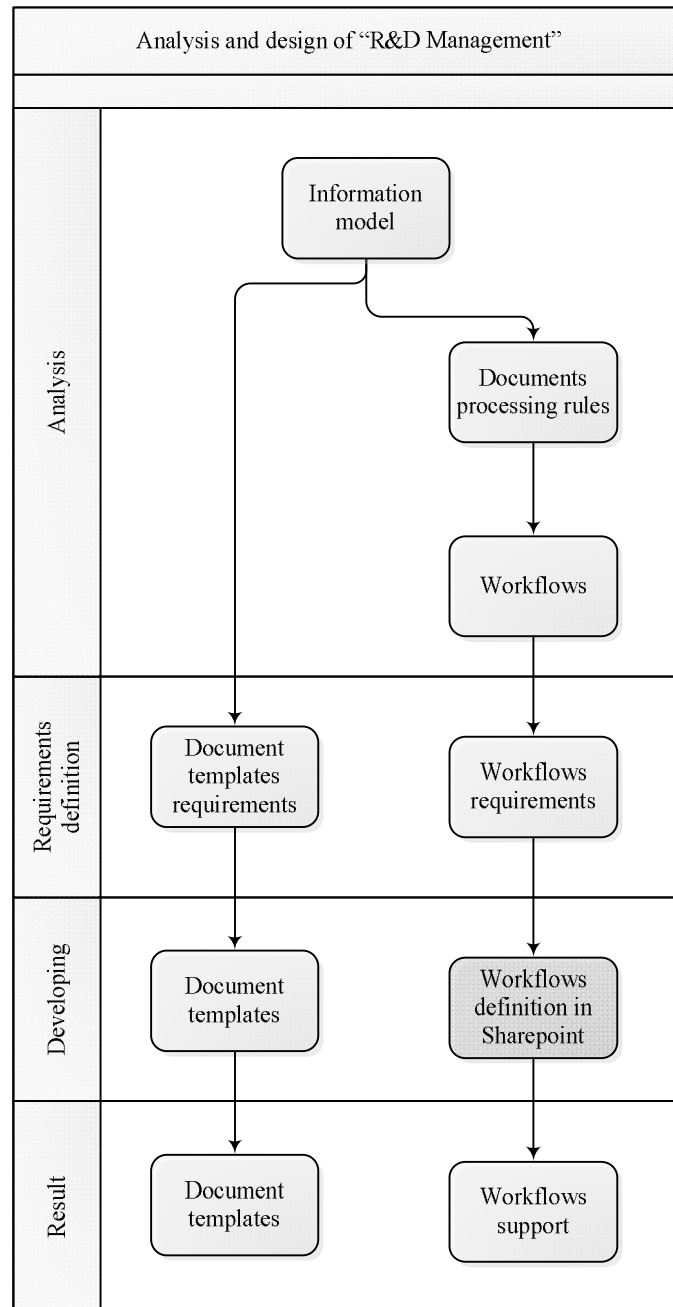 Analysis and design of “R&D Management”
Analysis
Information
model
Documents
processing rules
Workflows
Requirements
definition
Document
templates
requirements
Workflows
requirements
Developing
Document
templates
Workflows
definition in
Sharepoint
Result
Document
templates
Workflows
support